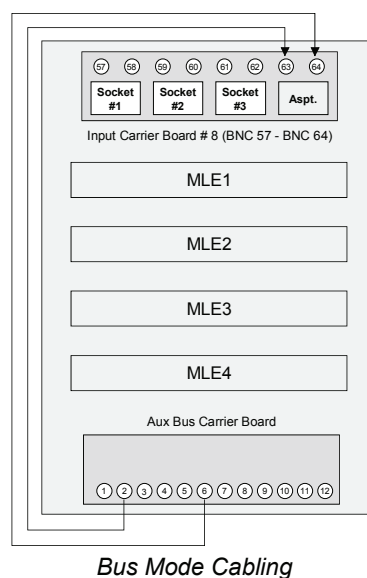 57 58 59 60 61 62 63 64
Socket #1 Socket #2 Socket #3 Aspt.
Input Carrier Board # 8 (BNC 57 - BNC 64)
MLE1
MLE2
MLE3
MLE4
Aux Bus Carrier Board
1 2 3 4 5 6 7 8 9 10 11 12
Bus Mode Cabling